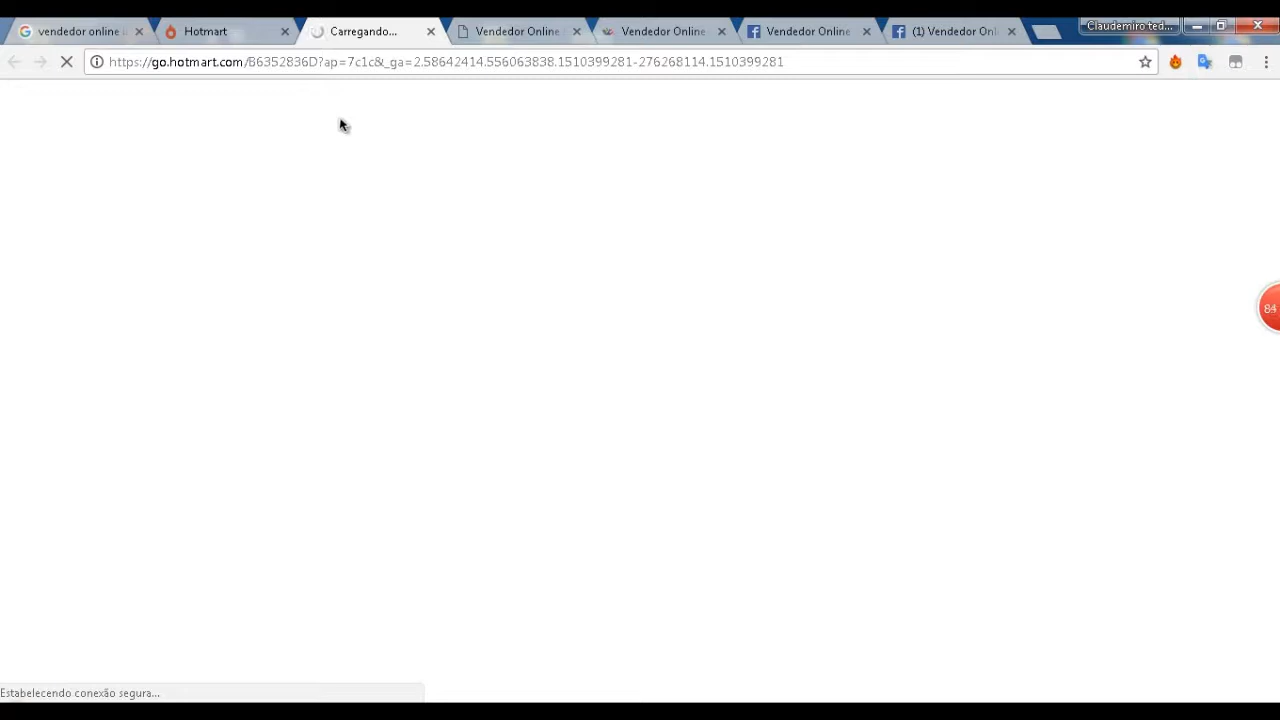 vendedor online
Hotmart
Carregando...
Vendedor Online
Vendedor Online
Vendedor Online
(1) Vendedor Onl
Claudemiro ted...
https://go.hotmart.com/B6352836D?ap=7c1c&_ga=2.58642414.556063838.1510399281-276268114.1510399281
84
Estabelecendo conexão segura...